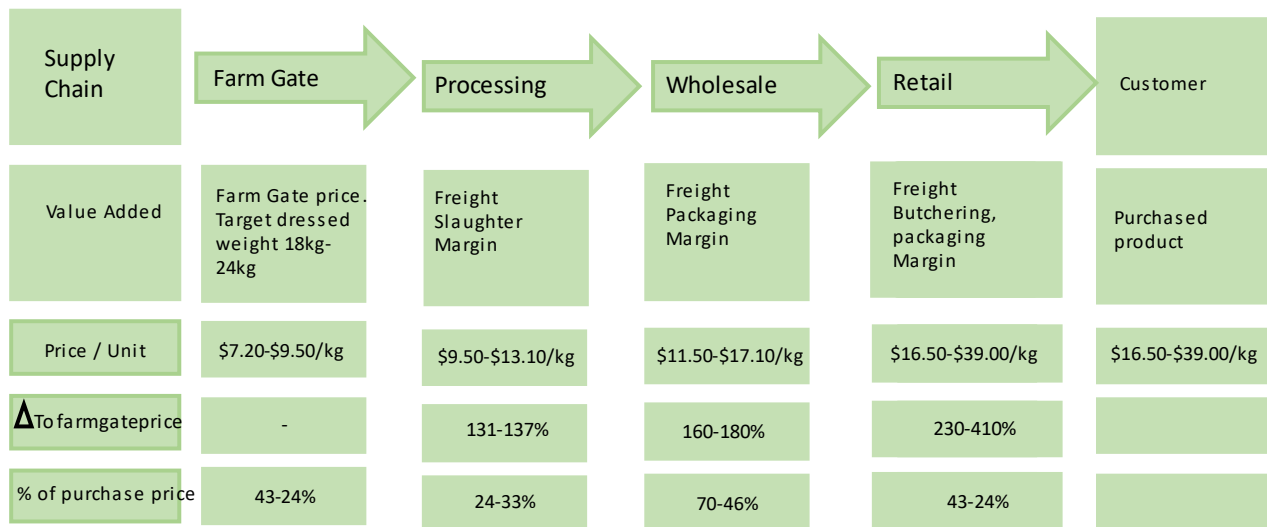 Supply
Chain
Farm Gate
Processing
Wholesale
Retail
Customer
Value Added
Farm Gate price.
Target dressed
weight 18kg-
24kg
Freight
Slaughter
Margin
Freight
Packaging
Margin
Freight
Butchering,
packaging
Margin
Purchased
product
Price / Unit
$7.20-$9.50/kg
$9.50-$13.10/kg
$11.50-$17.10/kg
$16.50-$39.00/kg
$16.50-$39.00/kg
Δ To farmgateprice
-
131-137%
160-180%
230-410%
% of purchase price
43-24%
24-33%
70-46%
43-24%